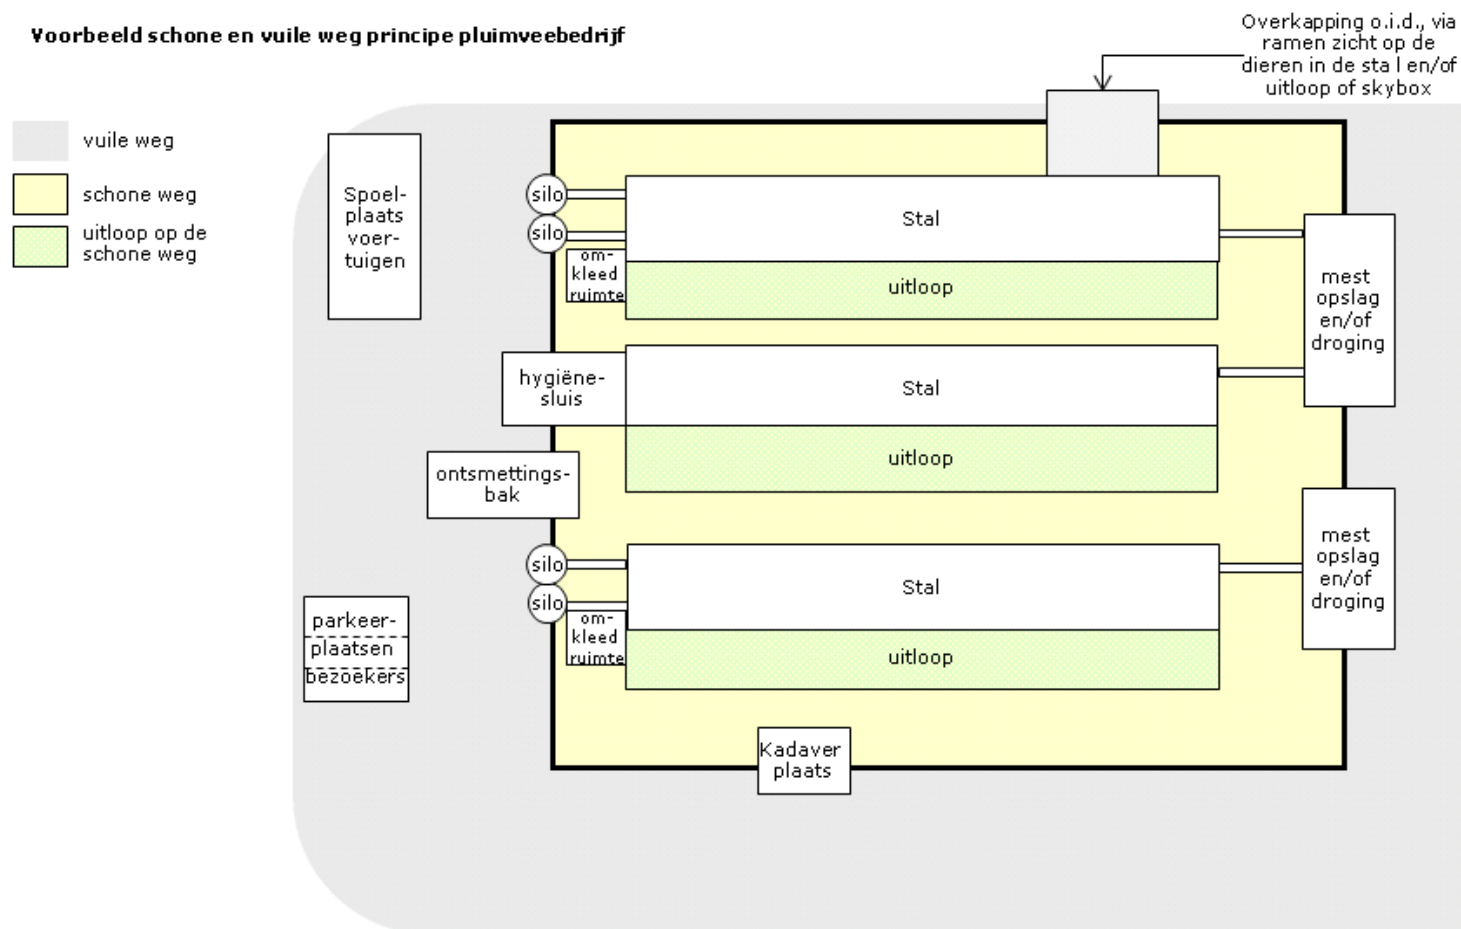 Voorbeeld schone en vuile weg principe pluimveebedrijf
Overkapping o.i.d., via
ramen zicht op de
dieren in de stal en/of
uitloop of skybox
vuile weg
schone weg
uitloop op de
schone weg
Spoel-
plaats
voer-
tuigen
silo
silo
om-
kleed
ruimte
Stal
uitloop
mest
opslag
en/of
droging
hygiëne-
sluis
Stal
uitloop
ontsmettings-
bak
silo
silo
om-
kleed
ruimte
Stal
uitloop
mest
opslag
en/of
droging
parkeer-
plaatsen
bezoekers
Kadaver
plaats